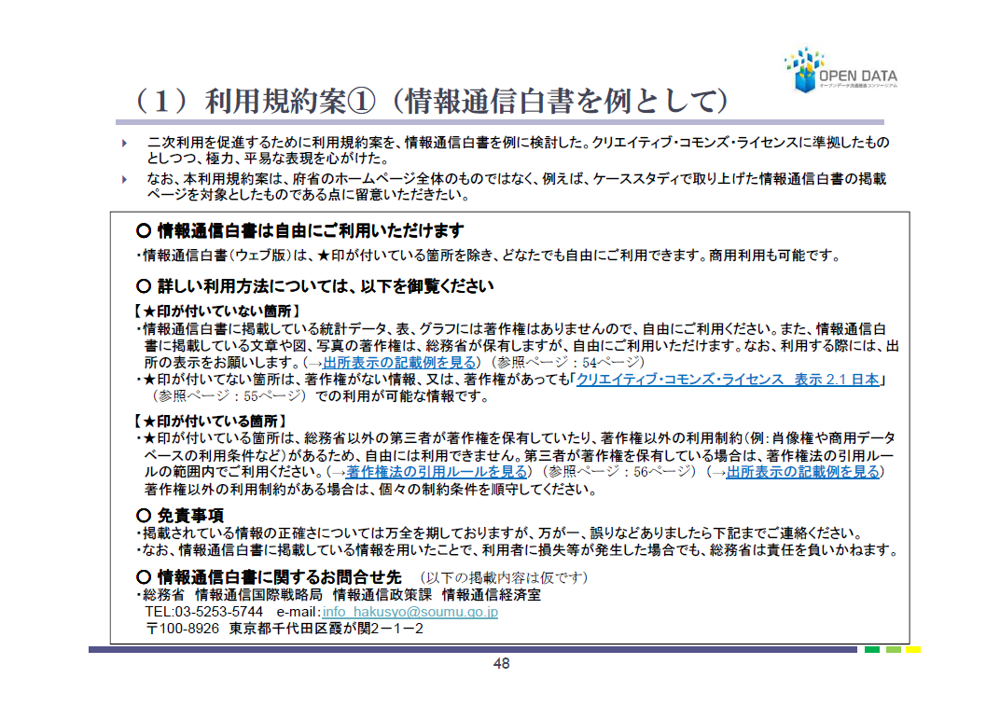 OPEN DATA
オープンデータ流通推進コンソーシアム
（１）利用規約案①（情報通信白書を例として）
二次利用を促進するために利用規約案を、情報通信白書を例に検討した。クリエイティブ・コモンズ・ライセンスに準拠したもの
としつつ、極力、平易な表現を心がけた。
なお、本利用規約案は、府省のホームページ全体のものではなく、例えば、ケーススタディで取り上げた情報通信白書の掲載
ページを対象としたものである点に留意いただきたい。
〇 情報通信白書は自由にご利用いただけます
・情報通信白書（ウェブ版）は、★印が付いている箇所を除き、どなたでも自由にご利用できます。商用利用も可能です。
〇 詳しい利用方法については、以下を御覧ください
【★印が付いていない箇所】
・情報通信白書に掲載している統計データ、表、グラフには著作権はありませんので、自由にご利用ください。また、情報通信白
書に掲載している文章や図、写真の著作権は、総務省が保有しますが、自由にご利用いただけます。なお、利用する際には、出
所の表示をお願いします。（→出所表示の記載例を見る）（参照ページ：54ページ）
・★印が付いてない箇所は、著作権がない情報、又は、著作権があっても「クリエイティブ・コモンズ・ライセンス　表示 2.1 日本」
（参照ページ：55ページ）での利用が可能な情報です。
【★印が付いている箇所】
・★印が付いている箇所は、総務省以外の第三者が著作権を保有していたり、著作権以外の利用制約（例：肖像権や商用データ
ベースの利用条件など）があるため、自由には利用できません。第三者が著作権を保有している場合は、著作権法の引用ルー
ルの範囲内でご利用ください。（→著作権法の引用ルールを見る）（参照ページ：56ページ）（→出所表示の記載例を見る）
著作権以外の利用制約がある場合は、個々の制約条件を順守してください。
〇 免責事項
・掲載されている情報の正確さについては万全を期しておりますが、万が一、誤りなどありましたら下記までご連絡ください。
・なお、情報通信白書に掲載している情報を用いたことで、利用者に損失等が発生した場合でも、総務省は責任を負いかねます。
〇 情報通信白書に関するお問合せ先　（以下の掲載内容は仮です）
・総務省　情報通信国際戦略局　情報通信政策課　情報通信経済室
TEL:03-5253-5744　e-mail：info_hakusyo@soumu.go.jp
〒100-8926　東京都千代田区霞が関２－１－２
48